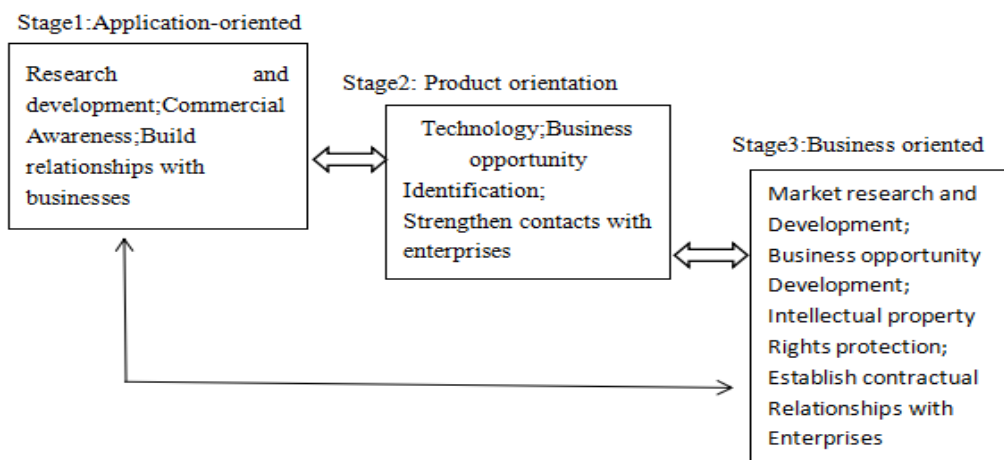 Stage1:Application-oriented
Research and
development;Commercial
Awareness;Build
relationships with
businesses
Stage2: Product orientation
Technology;Business
opportunity
Identification;
Strengthen contacts with
enterprises
Stage3:Business oriented
Market research and
Development;
Business opportunity
Development;
Intellectual property
Rights protection;
Establish contractual
Relationships with
Enterprises